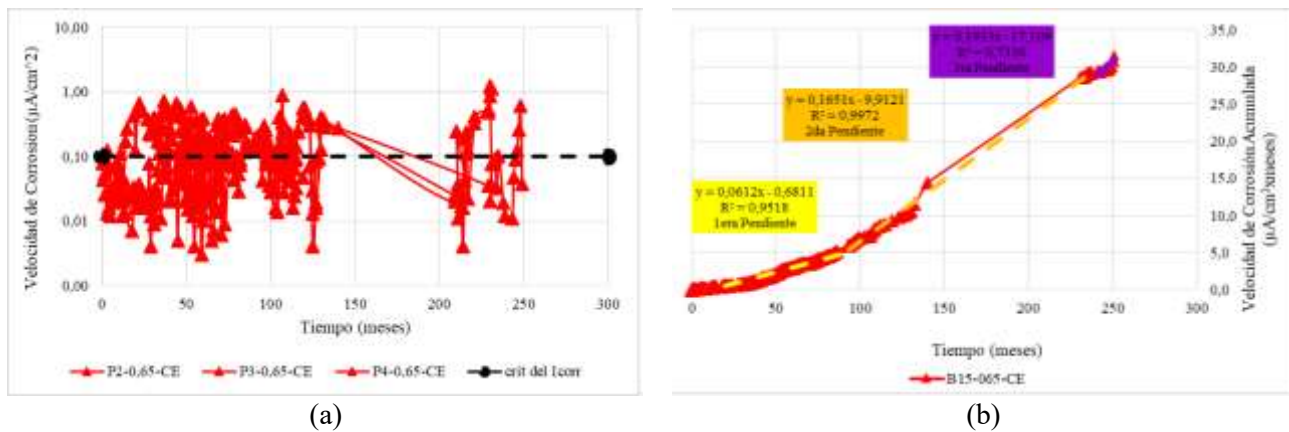 Velocidad de Corrosión(µA/cm^2)
10,00
1,00
0,10
0,01
0,00
0 50 100 150 200 250 300
Tiempo (meses)
P2-0,65-CE P3-0,65-CE P4-0,65-CE crit del Icorr
(a)
3ra Pendiente
y = 0,1651x - 9,9121
R² = 0,9972
2da Pendiente
y = 0,0612x - 0,6811
R² = 0,9518
1era Pendiente
35,0
30,0
25,0
20,0
15,0
10,0
5,0
0,0
Velocidad de Corrosión Acumulada
(µA/cm²xmeses)
0 50 100 150 200 250 300
Tiempo (meses)
B15-065-CE
(b)